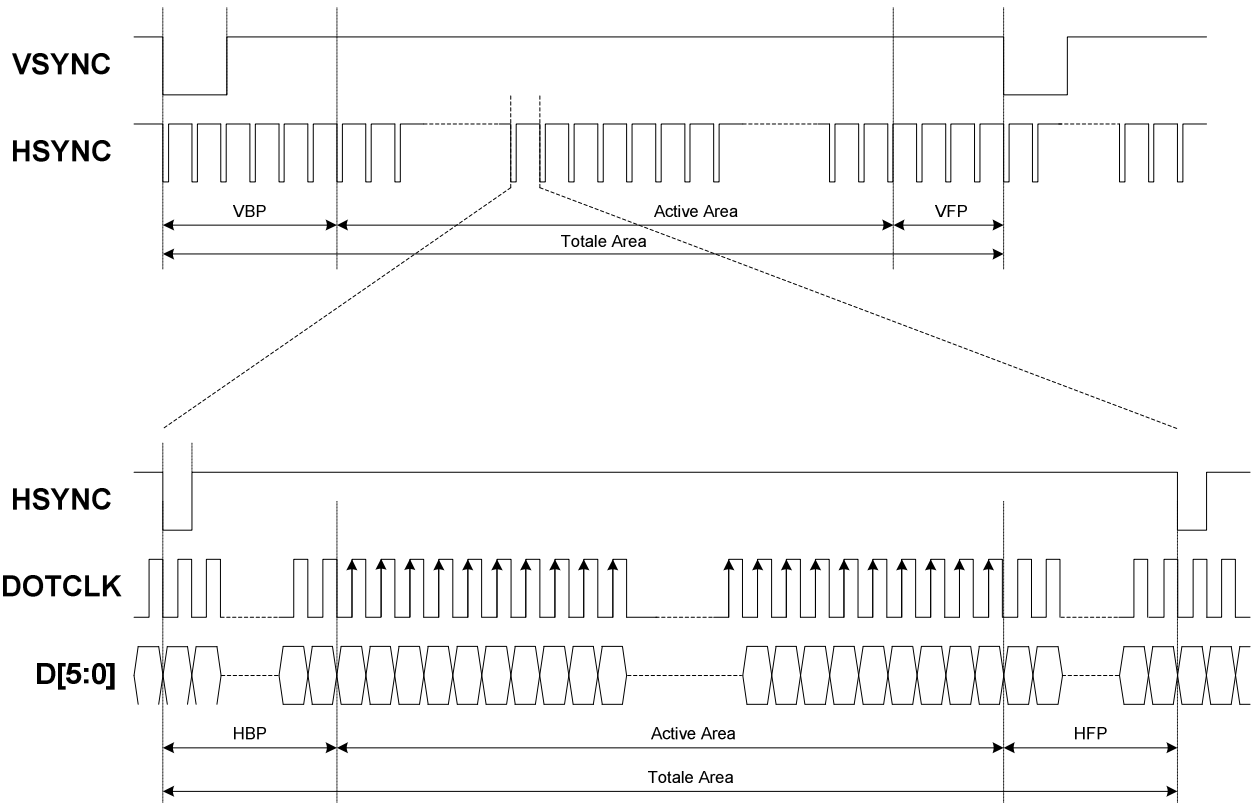 VSYNC
HSYNC
VBP
Active Area
VFP
Totale Area
HSYNC
DOTCLK
D[5:0]
HBP
Active Area
HFP
Totale Area